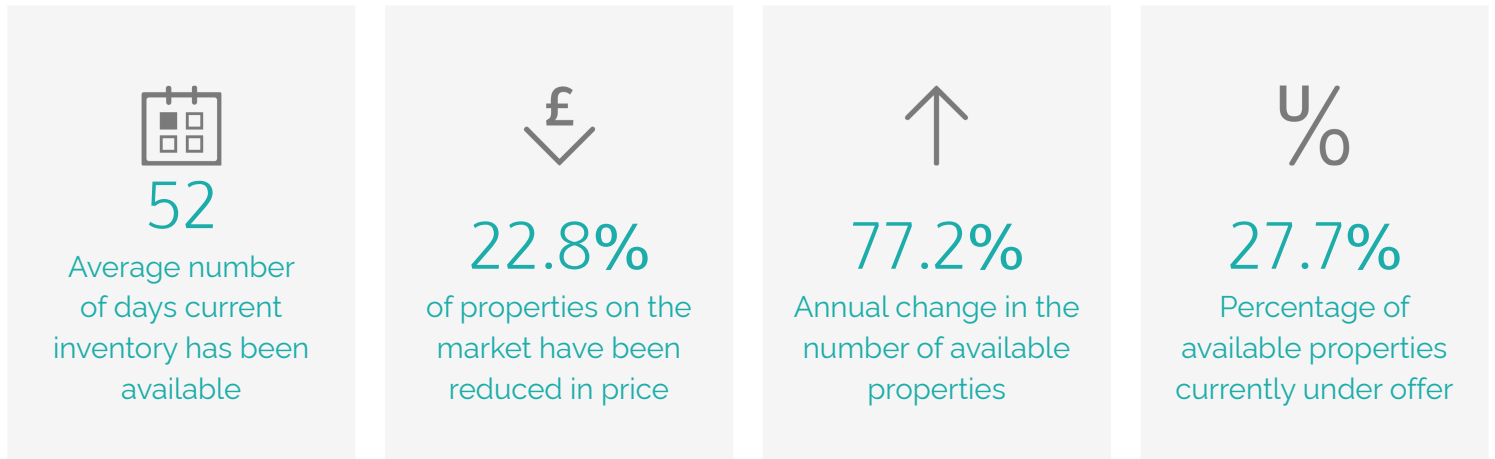 52
Average number
of days current
inventory has been
available
£
22.8%
of properties on the
market have been
reduced in price
77.2%
Annual change in the
number of available
properties
U/O
27.7%
Percentage of
available properties
currently under offer